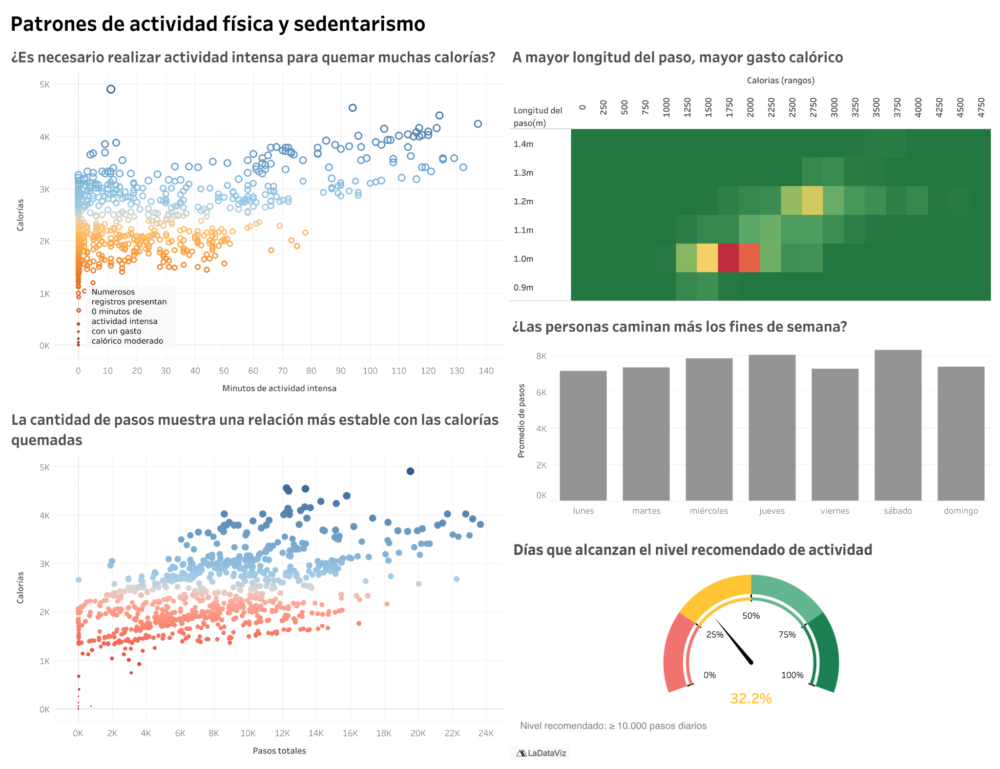 Patrones de actividad física y sedentarismo
¿Es necesario realizar actividad intensa para quemar muchas calorías?
5K
4K
3K
2K
1K
0K
Calorías
Numerosos
registros presentan
0 minutos de
actividad intensa
con un gasto
calórico moderado
0 10 20 30 40 50 60 70 80 90 100 110 120 130 140
Minutos de actividad intensa
La cantidad de pasos muestra una relación más estable con las calorías
quemadas
5K
4K
3K
2K
1K
0K
Calorías
0K 2K 4K 6K 8K 10K 12K 14K 16K 18K 20K 22K 24K
Pasos totales
A mayor longitud del paso, mayor gasto calórico
Calorias (rangos)
Longitud del
paso(m)
0 250 500 750 1000 1250 1500 1750 2000 2250 2500 2750 3000 3250 3500 3750 4000 4250 4500 4750
1.4m
1.3m
1.2m
1.1m
1.0m
0.9m
¿Las personas caminan más los fines de semana?
8K
6K
4K
2K
0K
Promedio de pasos
lunes martes miércoles jueves viernes sábado domingo
Días que alcanzan el nivel recomendado de actividad
50%
25% 75%
0% 100%
32.2%
Nivel recomendado: ≥ 10.000 pasos diarios
LaDataViz